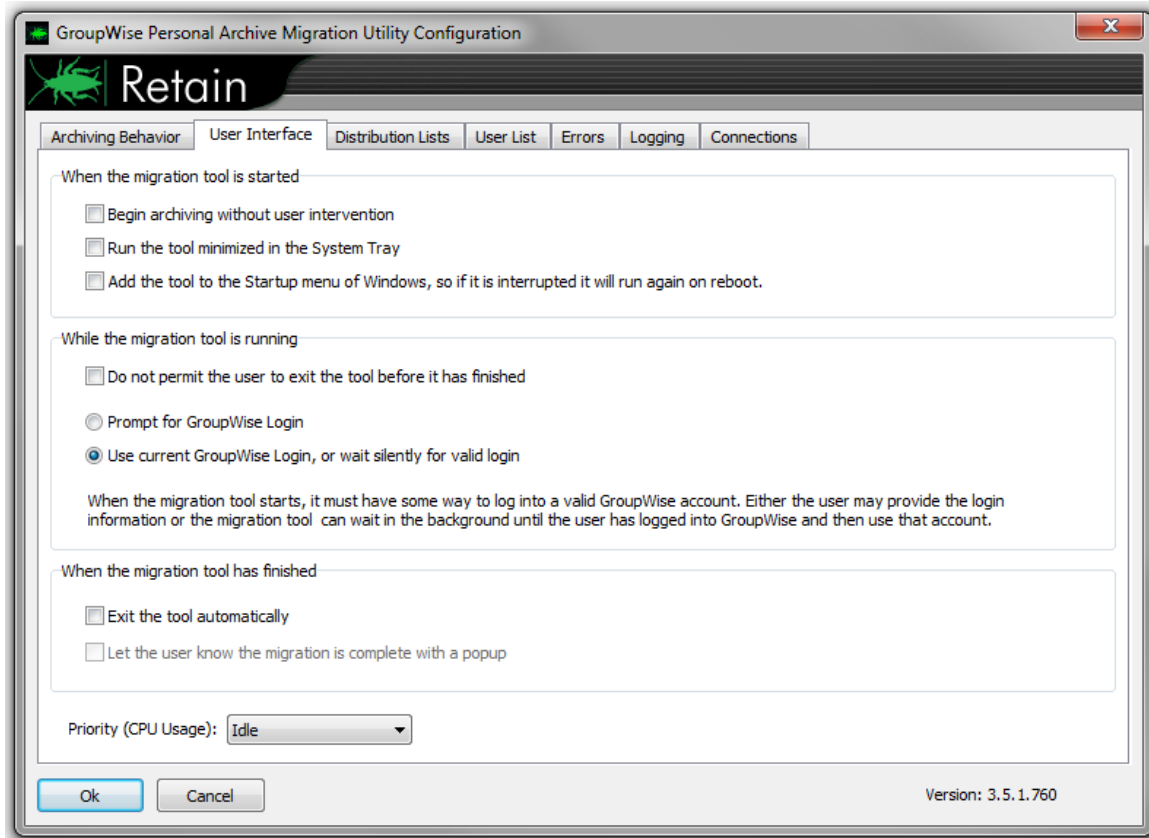 GroupWise Personal Archive Migration Utility Configuration
Retain
Archiving Behavior User Interface Distribution Lists User List Errors Logging Connections
When the migration tool is started
Begin archiving without user intervention
Run the tool minimized in the System Tray
Add the tool to the Startup menu of Windows, so if it is interrupted it will run again on reboot.
While the migration tool is running
Do not permit the user to exit the tool before it has finished
Prompt for GroupWise Login
Use current GroupWise Login, or wait silently for valid login
When the migration tool starts, it must have some way to log into a valid GroupWise account. Either the user may provide the login
information or the migration tool can wait in the background until the user has logged into GroupWise and then use that account.
When the migration tool has finished
Exit the tool automatically
Let the user know the migration is complete with a popup
Priority (CPU Usage): Idle
Ok Cancel Version: 3.5.1.760